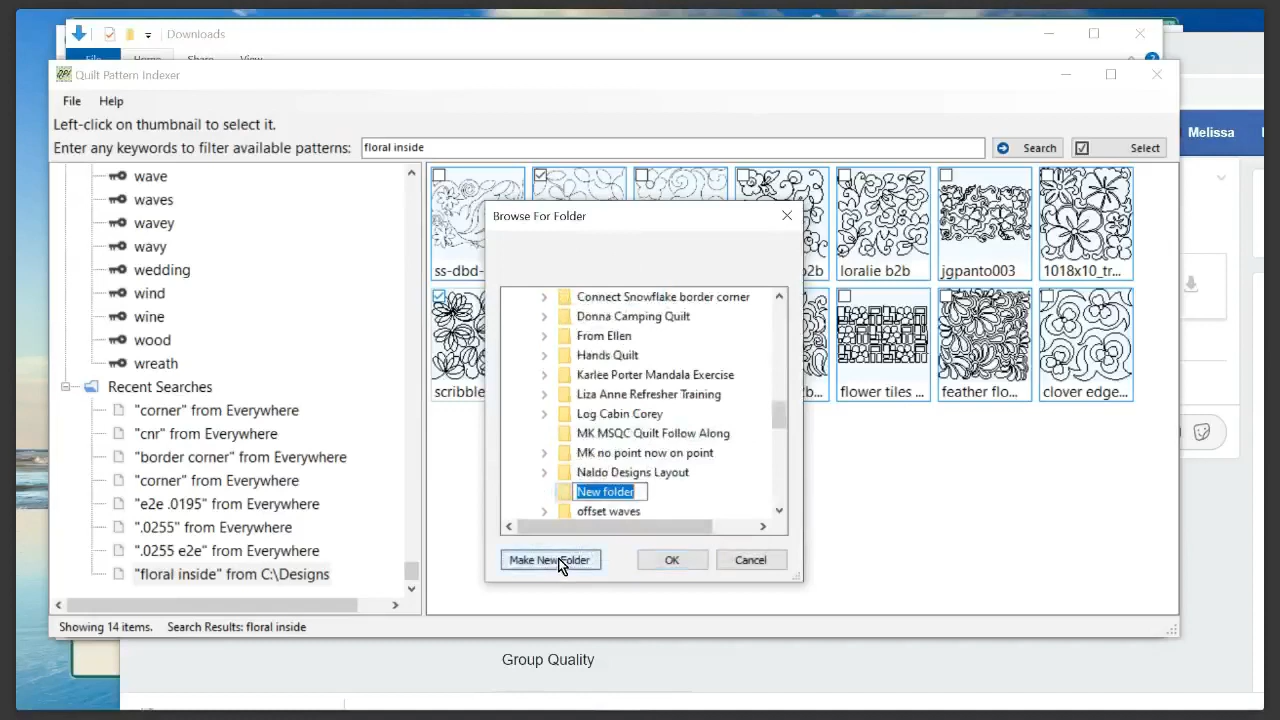 Downloads
File Home Share View
Quilt Pattern Indexer
File Help
Left-click on thumbnail to select it.
Enter any keywords to filter available patterns: floral inside Search Select
Melissa
wave
waves
wavey
wavy
wedding
wind
wine
wood
wreath
Recent Searches
"corner" from Everywhere
"cnr" from Everywhere
"border corner" from Everywhere
"corner" from Everywhere
"e2e .0195" from Everywhere
".0255" from Everywhere
".0255 e2e" from Everywhere
"floral inside" from C:\Designs
ss-dbd- b2b loralie b2b jgpanto003 1018x10_tr...
scribble flower tiles ... feather flo... clover edge...
Browse For Folder
Connect Snowflake border corner
Donna Camping Quilt
From Ellen
Hands Quilt
Karlee Porter Mandala Exercise
Liza Anne Refresher Training
Log Cabin Corey
MK MSQC Quilt Follow Along
MK no point now on point
Naldo Designs Layout
New folder
offset waves
Make New Folder OK Cancel
Showing 14 items. Search Results: floral inside
Group Quality